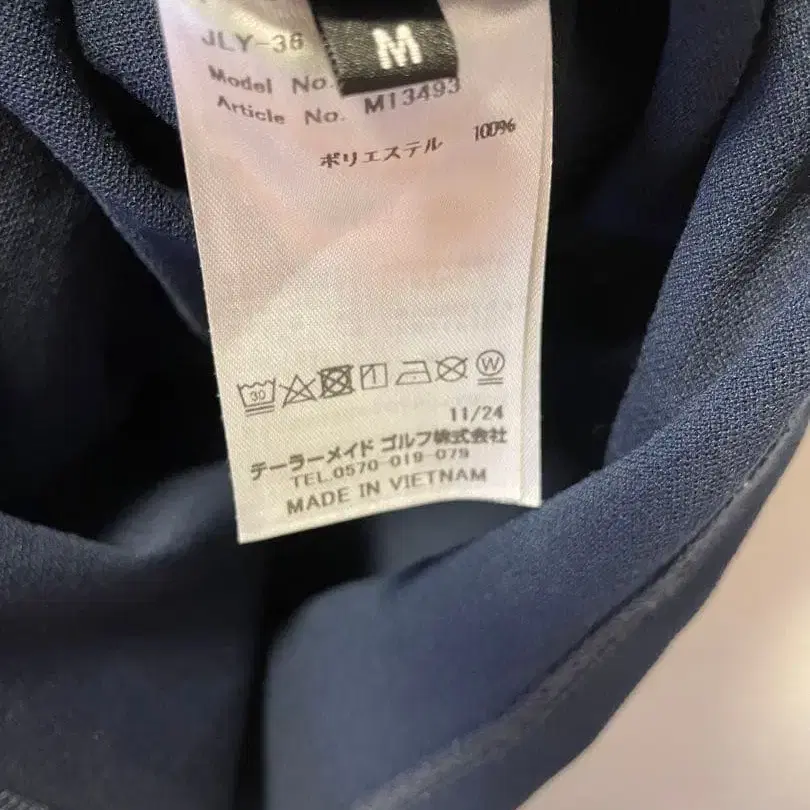 M
JLY-36
Model No.
Article No. M13493
ポリエステル 100%
30
W
11/24
テーラーメイド ゴルフ株式会社
TEL.0570-019-079
MADE IN VIETNAM